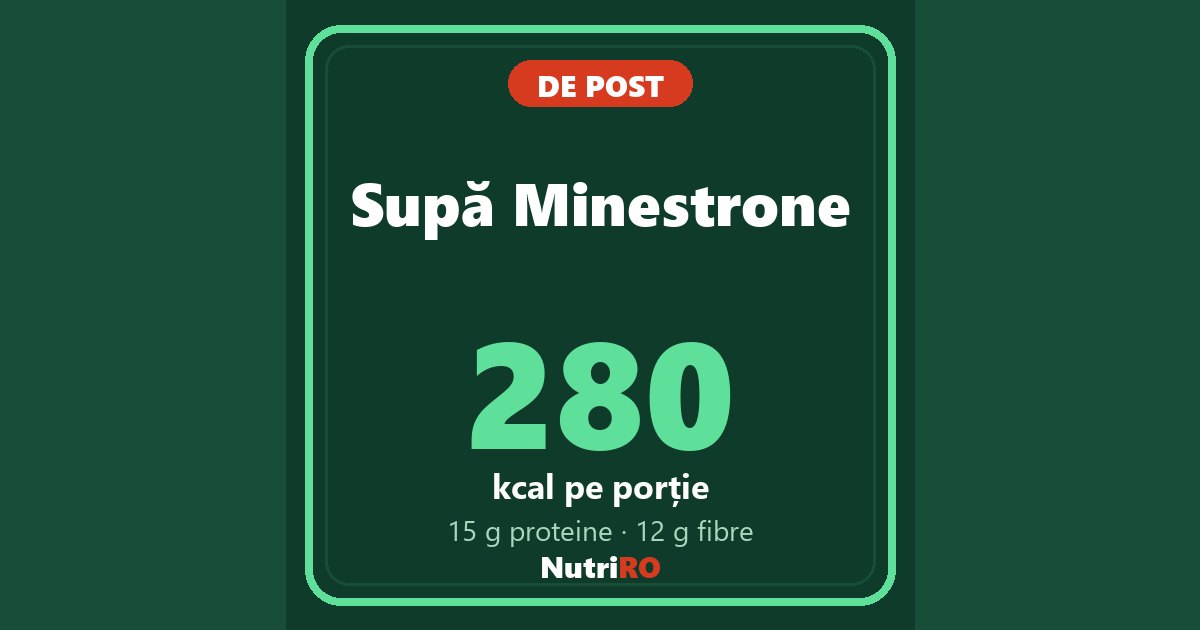 DE POST
Supă Minestrone
280
kcal pe porție
15 g proteine · 12 g fibre
NutriRO